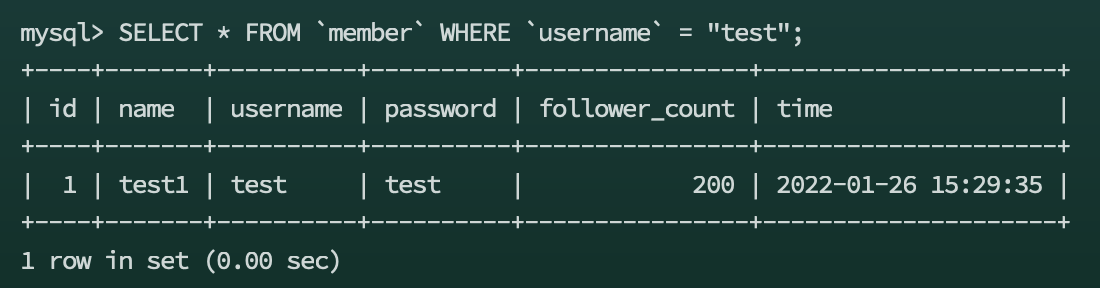 mysql> SELECT * FROM `member` WHERE `username` = "test";
+----+-------+----------+----------+----------------+---------------------+
| id | name  | username | password | follower_count | time                |
+----+-------+----------+----------+----------------+---------------------+
|  1 | test1 | test     | test     |            200 | 2022-01-26 15:29:35 |
+----+-------+----------+----------+----------------+---------------------+
1 row in set (0.00 sec)